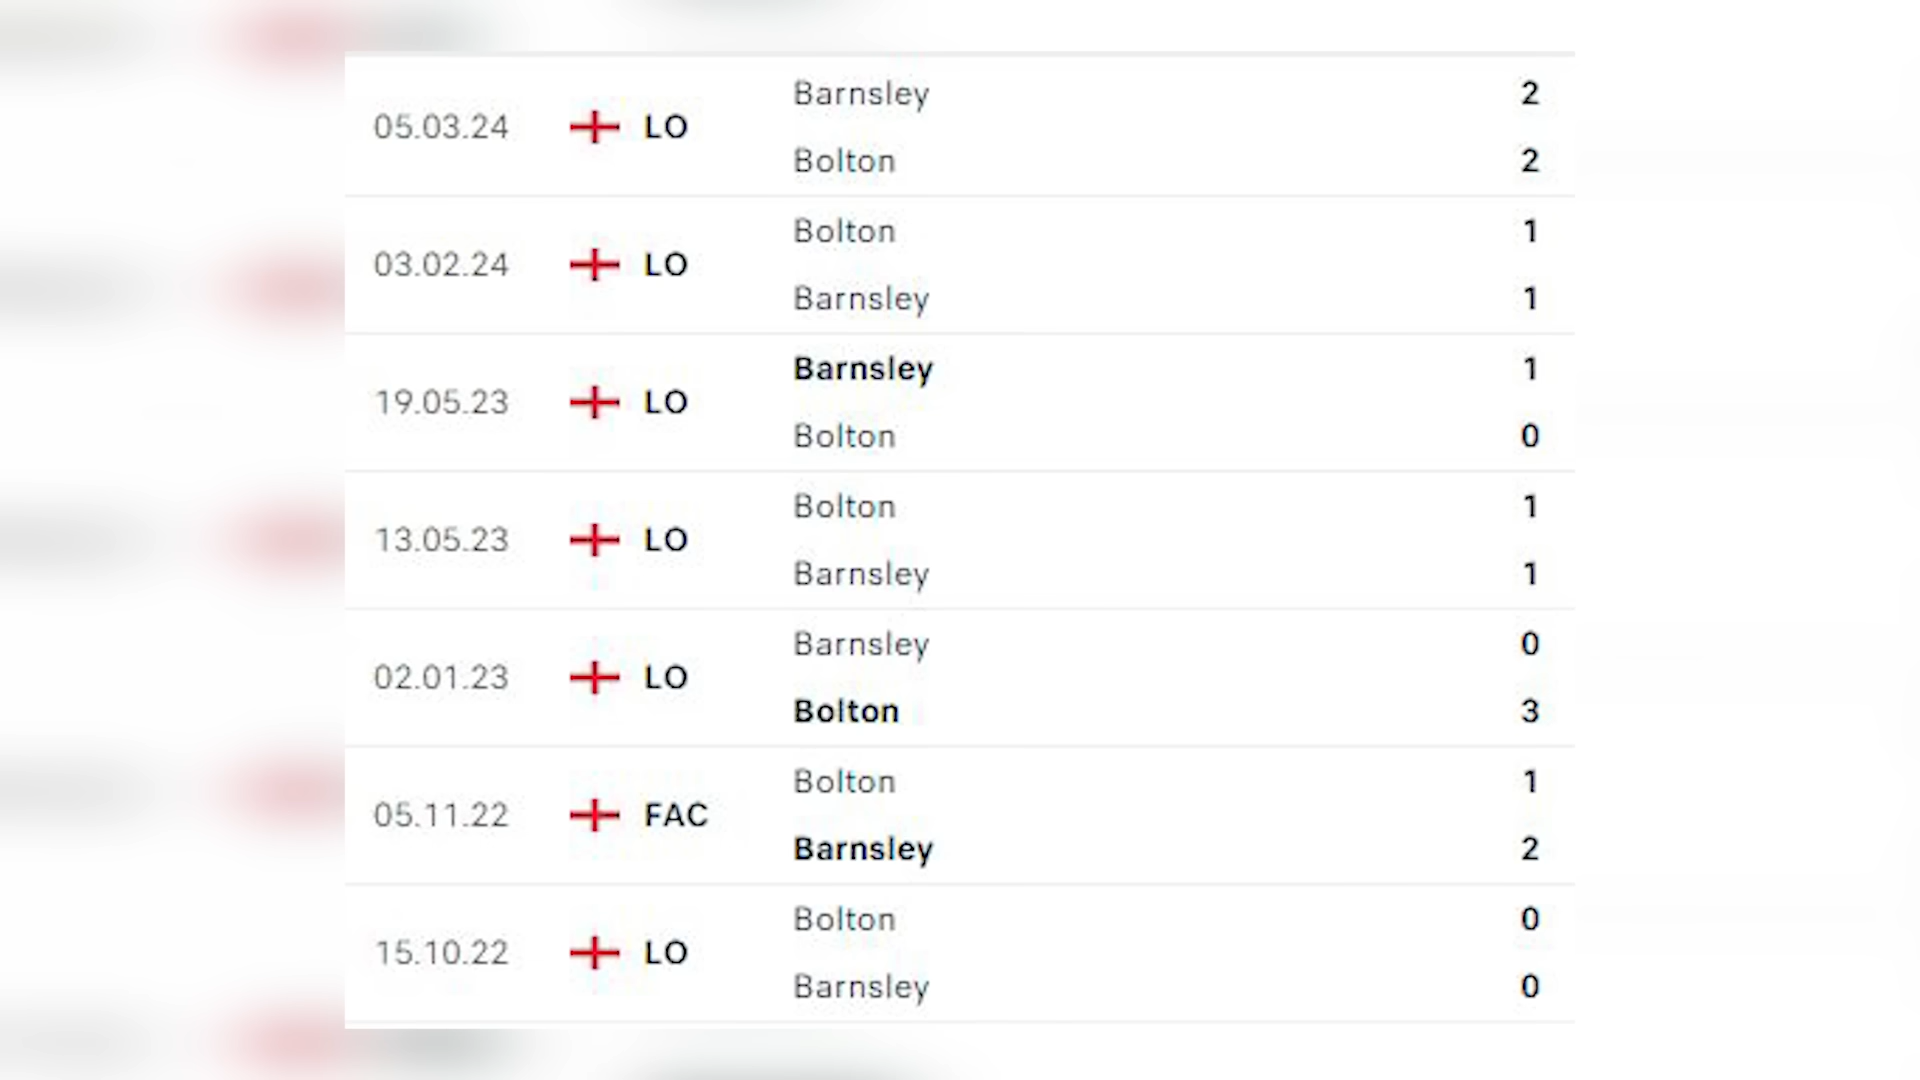 05.03.24 LO Barnsley 2
Bolton 2
03.02.24 LO Bolton 1
Barnsley 1
19.05.23 LO Barnsley 1
Bolton 0
13.05.23 LO Bolton 1
Barnsley 1
02.01.23 LO Barnsley 0
Bolton 3
05.11.22 FAC Bolton 1
Barnsley 2
15.10.22 LO Bolton 0
Barnsley 0